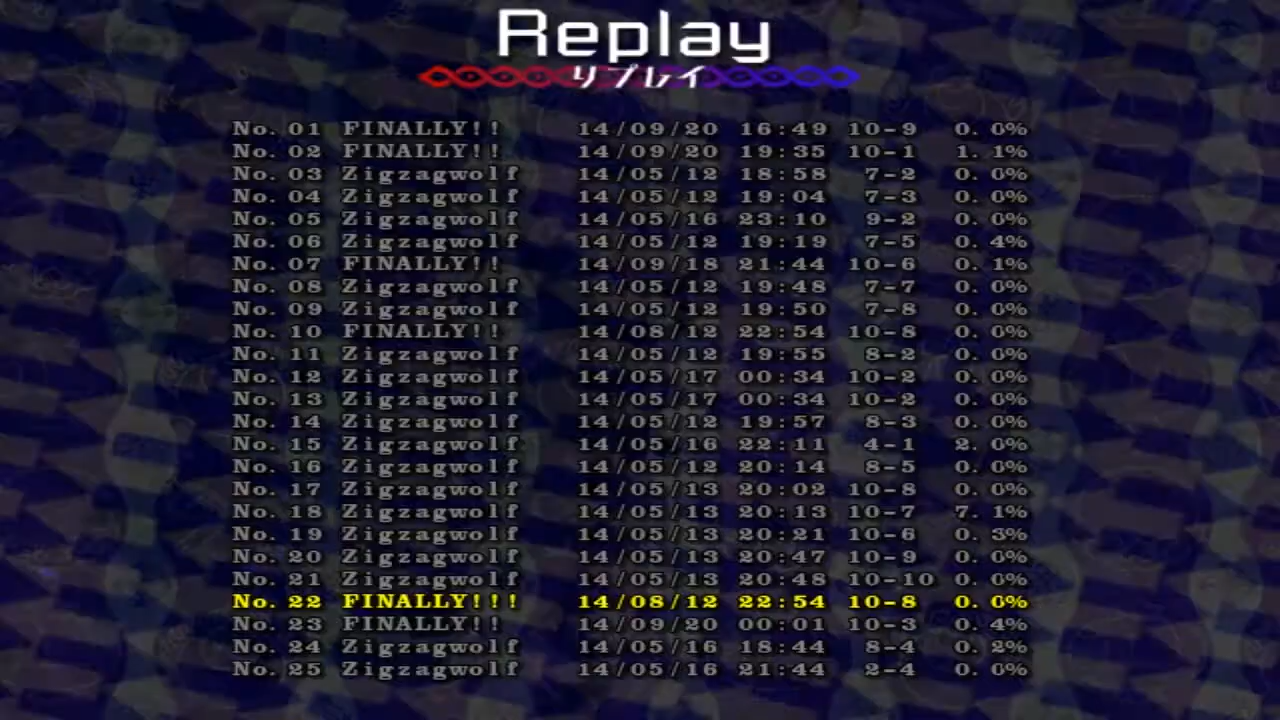 Replay
リプレイ
No. 01 FINALLY!! 14/09/20 16:49 10-9 0. 0%
No. 02 FINALLY!! 14/09/20 19:35 10-1 1. 1%
No. 03 Zigzagwolf 14/05/12 18:58 7-2 0. 0%
No. 04 Zigzagwolf 14/05/12 19:04 7-3 0. 0%
No. 05 Zigzagwolf 14/05/16 23:10 9-2 0. 0%
No. 06 Zigzagwolf 14/05/12 19:19 7-5 0. 4%
No. 07 FINALLY!! 14/09/18 21:44 10-6 0. 1%
No. 08 Zigzagwolf 14/05/12 19:48 7-7 0. 0%
No. 09 Zigzagwolf 14/05/12 19:50 7-8 0. 0%
No. 10 FINALLY!! 14/08/12 22:54 10-8 0. 0%
No. 11 Zigzagwolf 14/05/12 19:55 8-2 0. 0%
No. 12 Zigzagwolf 14/05/17 00:34 10-2 0. 0%
No. 13 Zigzagwolf 14/05/17 00:34 10-2 0. 0%
No. 14 Zigzagwolf 14/05/12 19:57 8-3 0. 0%
No. 15 Zigzagwolf 14/05/16 22:11 4-1 2. 0%
No. 16 Zigzagwolf 14/05/12 20:14 8-5 0. 0%
No. 17 Zigzagwolf 14/05/13 20:02 10-8 0. 0%
No. 18 Zigzagwolf 14/05/13 20:13 10-7 7. 1%
No. 19 Zigzagwolf 14/05/13 20:21 10-6 0. 3%
No. 20 Zigzagwolf 14/05/13 20:47 10-9 0. 0%
No. 21 Zigzagwolf 14/05/13 20:48 10-10 0. 0%
No. 22 FINALLY!!! 14/08/12 22:54 10-8 0. 0%
No. 23 FINALLY!! 14/09/20 00:01 10-3 0. 4%
No. 24 Zigzagwolf 14/05/16 18:44 8-4 0. 2%
No. 25 Zigzagwolf 14/05/16 21:44 2-4 0. 0%